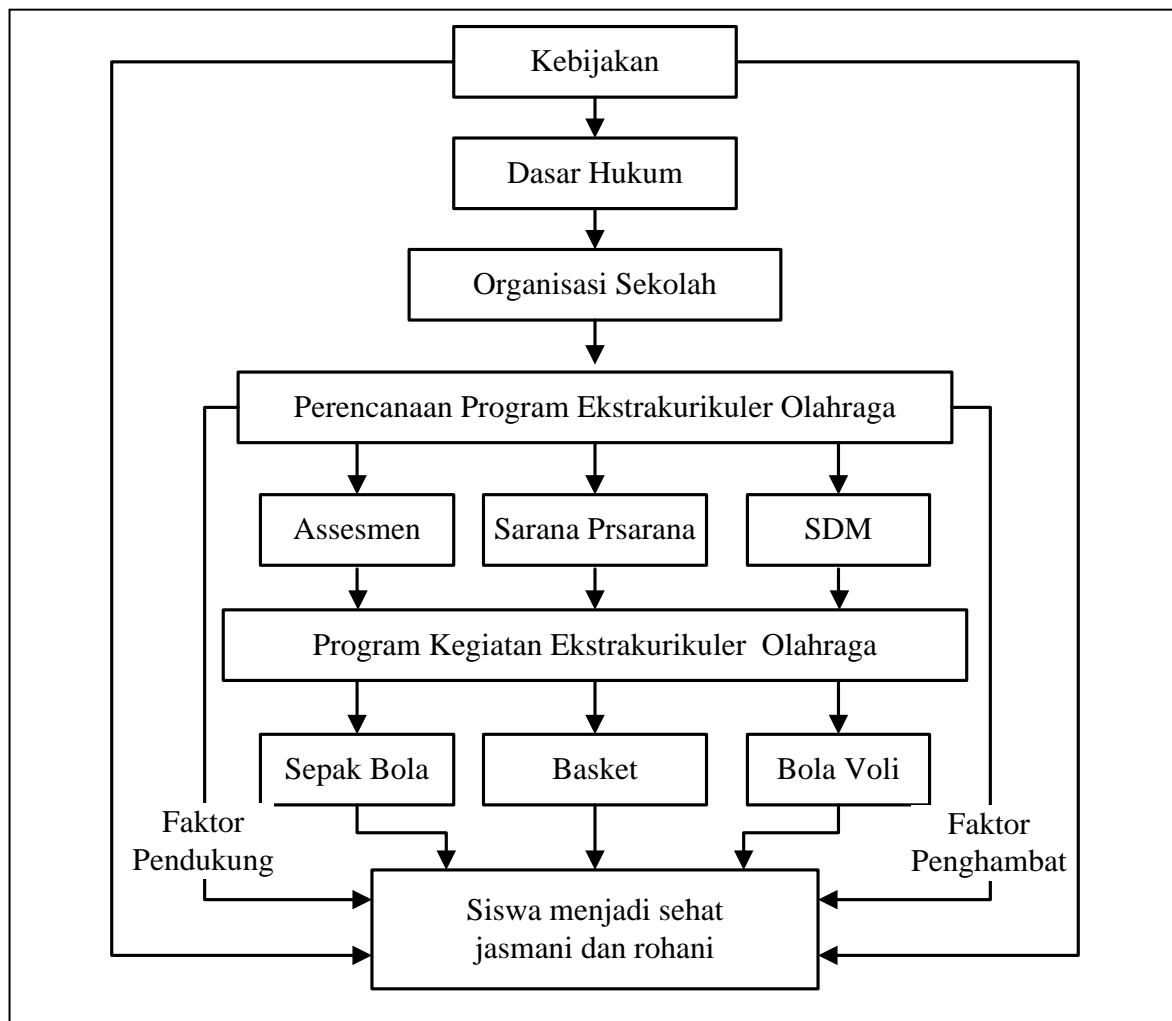 Kebijakan
Dasar Hukum
Organisasi Sekolah
Perencanaan Program Ekstrakurikuler Olahraga
Assesmen
Sarana Prsarana
SDM
Program Kegiatan Ekstrakurikuler Olahraga
Sepak Bola
Basket
Bola Voli
Faktor
Pendukung
Faktor
Penghambat
Siswa menjadi sehat
jasmani dan rohani